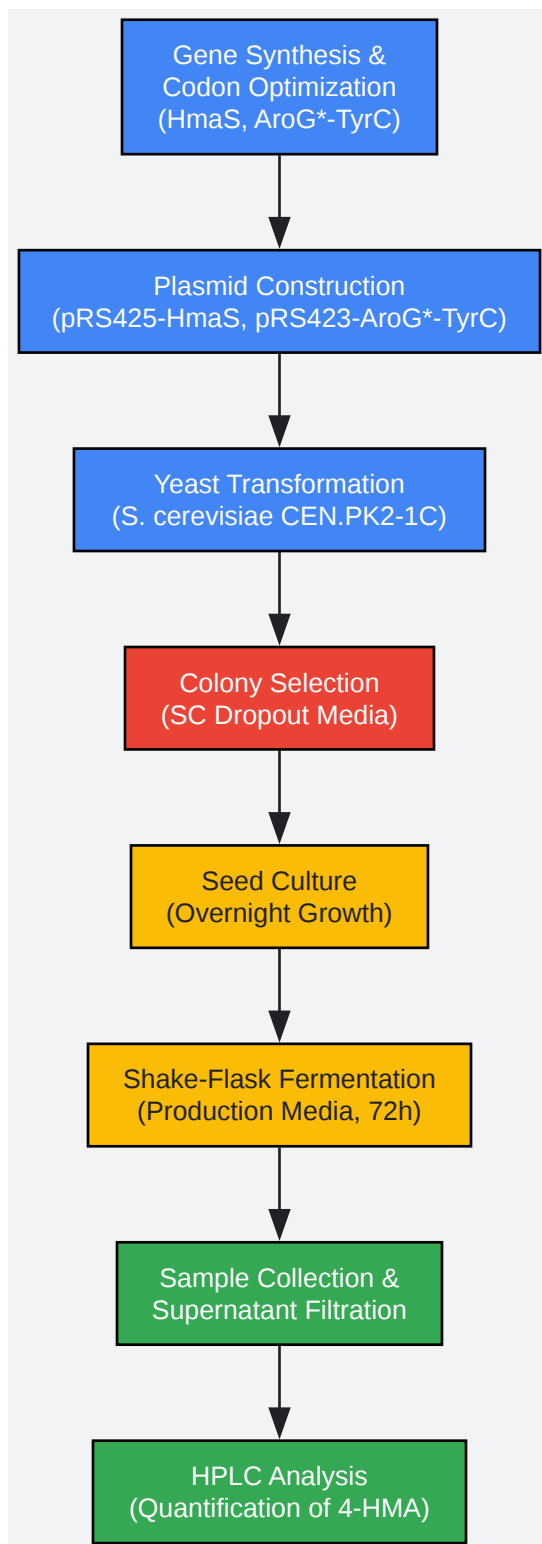 Gene Synthesis &
Codon Optimization
(HmaS, AroG*-TyrC)
Plasmid Construction
(pRS425-HmaS, pRS423-AroG*-TyrC)
Yeast Transformation
(S. cerevisiae CEN.PK2-1C)
Colony Selection
(SC Dropout Media)
Seed Culture
(Overnight Growth)
Shake-Flask Fermentation
(Production Media, 72h)
Sample Collection &
Supernatant Filtration
HPLC Analysis
(Quantification of 4-HMA)